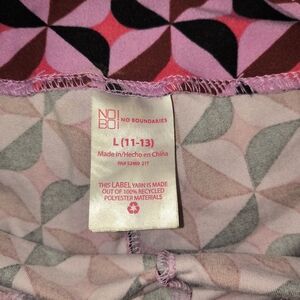 NO!
BO!
NO BOUNDARIES
L (11-13)
Made in/Hecho en China
THIS LABEL YARN IS MADE
OUT OF 100% RECYCLED
POLYESTER MATERIALS